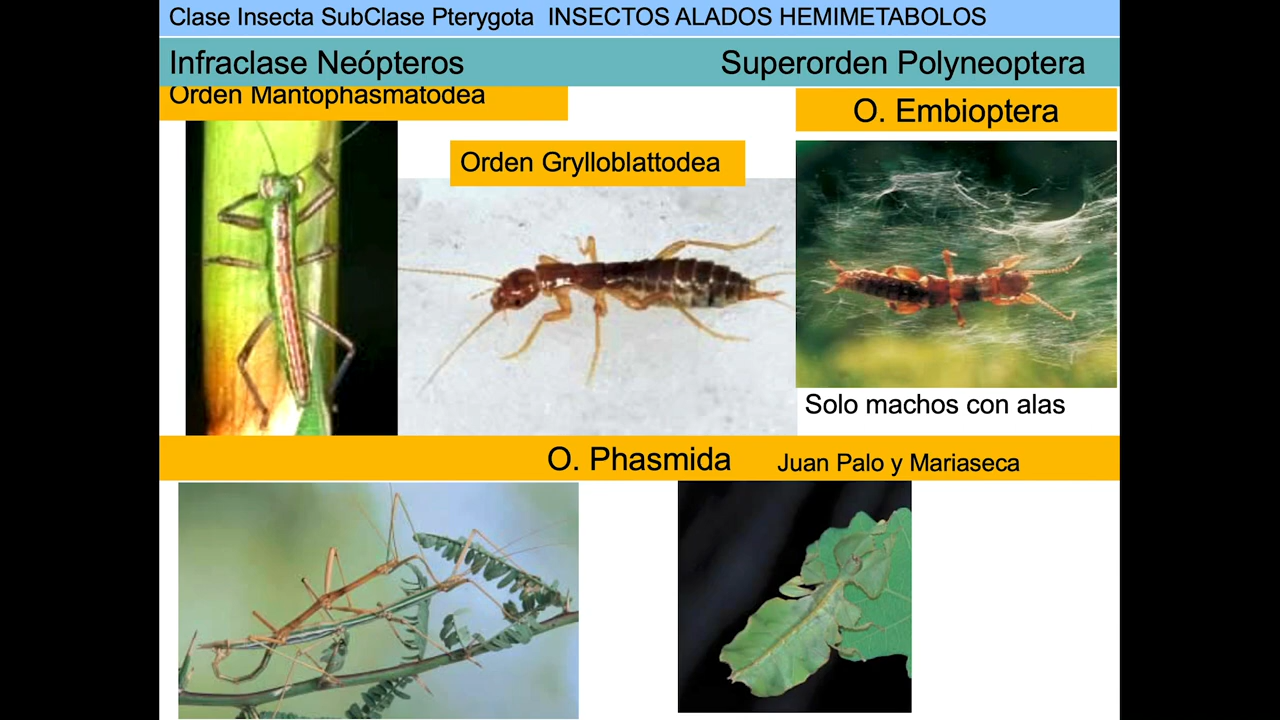 Clase Insecta SubClase Pterygota INSECTOS ALADOS HEMIMETABOLOS
Infraclase Neópteros
Superorden Polyneoptera
Orden Mantophasmatodea
O. Embioptera
Orden Grylloblattodea
Solo machos con alas
O. Phasmida
Juan Palo y Mariaseca